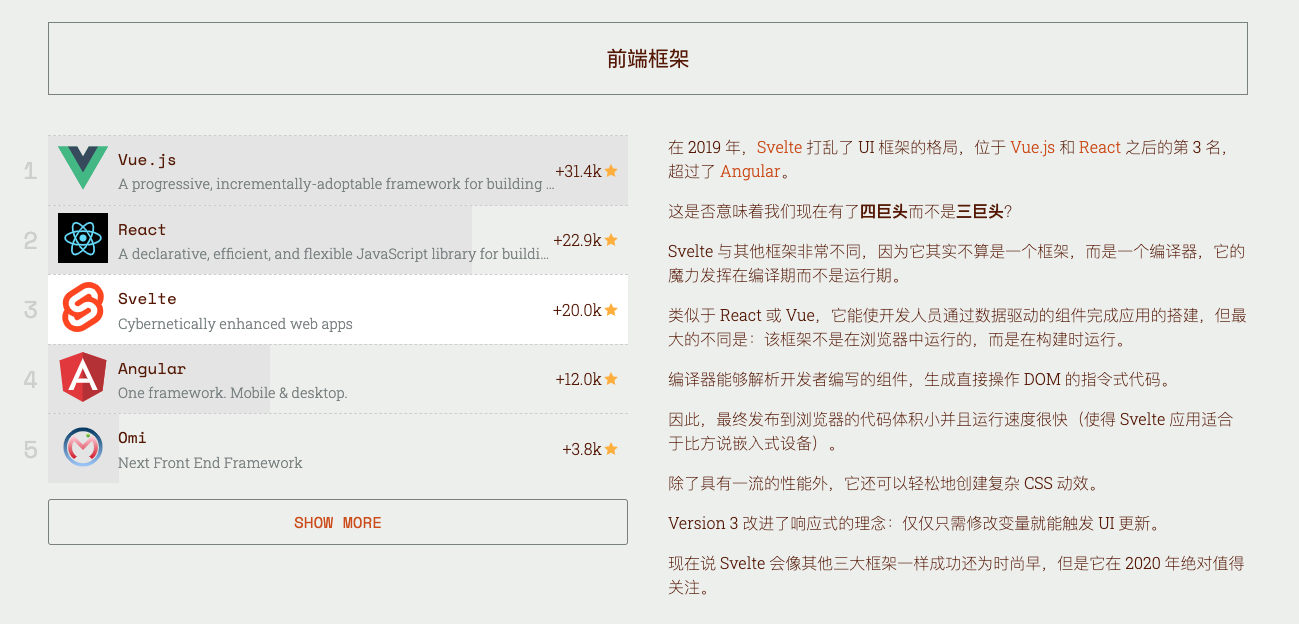 前端框架
1
Vue.js
A progressive, incrementally-adoptable framework for building ...
+31.4k
2
React
A declarative, efficient, and flexible JavaScript library for buildi...
+22.9k
3
Svelte
Cybernetically enhanced web apps
+20.0k
4
Angular
One framework. Mobile & desktop.
+12.0k
5
Omi
Next Front End Framework
+3.8k
SHOW MORE
在 2019 年，Svelte 打乱了 UI 框架的格局，位于 Vue.js 和 React 之后的第 3 名，
超过了 Angular。
这是否意味着我们现在有了四巨头而不是三巨头？
Svelte 与其他框架非常不同，因为它其实不算是一个框架，而是一个编译器，它的
魔力发挥在编译期而不是运行期。
类似于 React 或 Vue，它能使开发人员通过数据驱动的组件完成应用的搭建，但最
大的不同是：该框架不是在浏览器中运行的，而是在构建时运行。
编译器能够解析开发者编写的组件，生成直接操作 DOM 的指令式代码。
因此，最终发布到浏览器的代码体积小并且运行速度很快（使得 Svelte 应用适合
于比方说嵌入式设备）。
除了具有一流的性能外，它还可以轻松地创建复杂 CSS 动效。
Version 3 改进了响应式的理念：仅仅只需修改变量就能触发 UI 更新。
现在说 Svelte 会像其他三大框架一样成功还为时尚早，但是它在 2020 年绝对值得
关注。